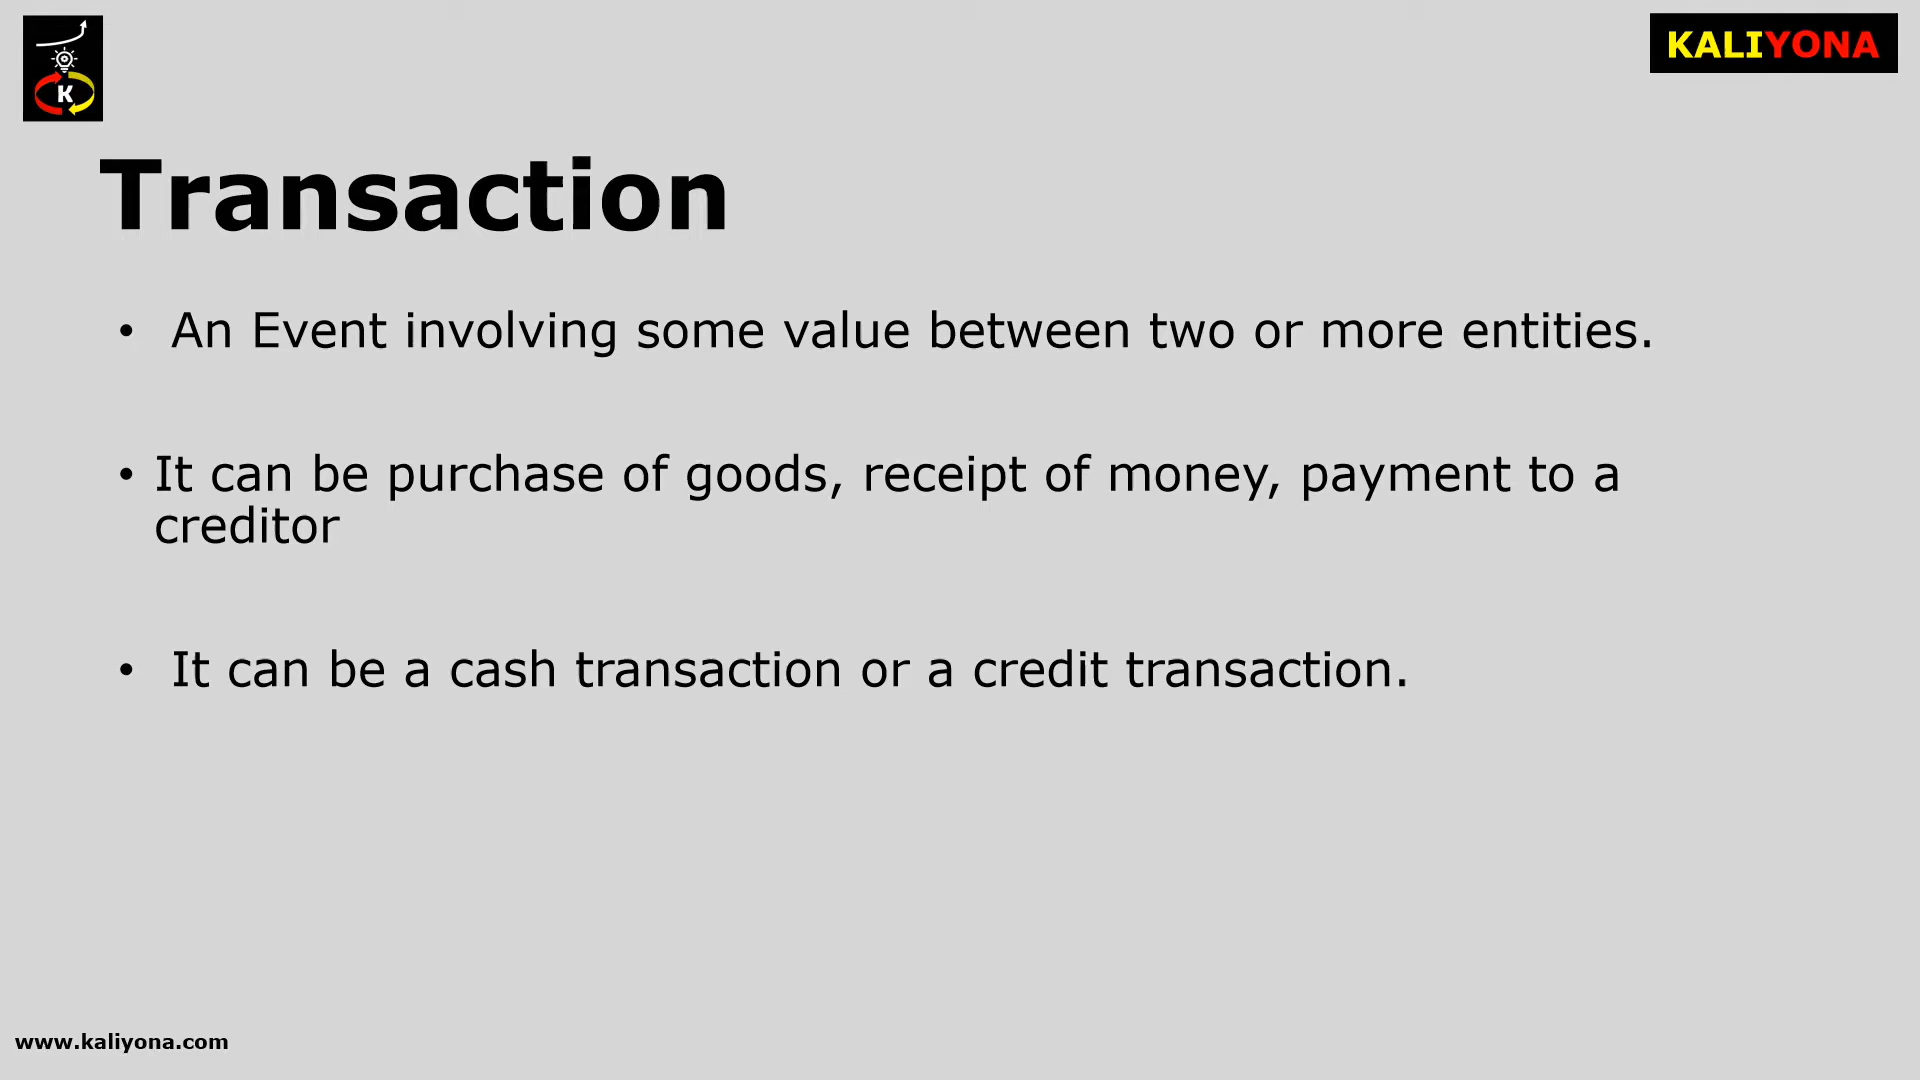 K
KALIYONA
Transaction
• An Event involving some value between two or more entities.
• It can be purchase of goods, receipt of money, payment to a
creditor
• It can be a cash transaction or a credit transaction.
www.kaliyona.com